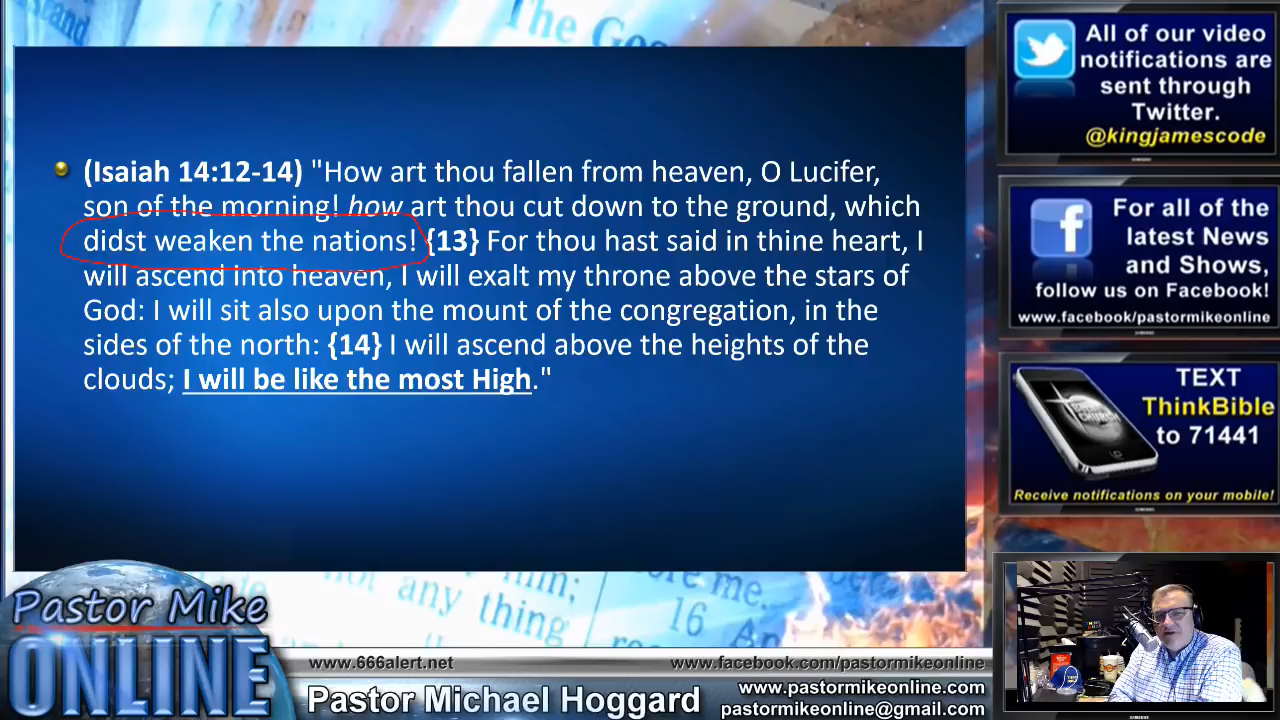 (Isaiah 14:12-14) "How art thou fallen from heaven, O Lucifer,
son of the morning! how art thou cut down to the ground, which
didst weaken the nations! {13} For thou hast said in thine heart, I
will ascend into heaven, I will exalt my throne above the stars of
God: I will sit also upon the mount of the congregation, in the
sides of the north: {14} I will ascend above the heights of the
clouds; I will be like the most High."
All of our video
notifications are
sent through
Twitter.
@kingjamescode
For all of the
latest News
and Shows,
follow us on Facebook!
www.facebook/pastormikeonline
TEXT
ThinkBible
to 71441
Receive notifications on your mobile!
The Go
any thing
him;
16
Pastor Mike
ONLINE
www.666alert.net
www.facebook.com/pastormikeonline
Pastor Michael Hoggard
www.pastormikeonline.com
pastormikeonline@gmail.com